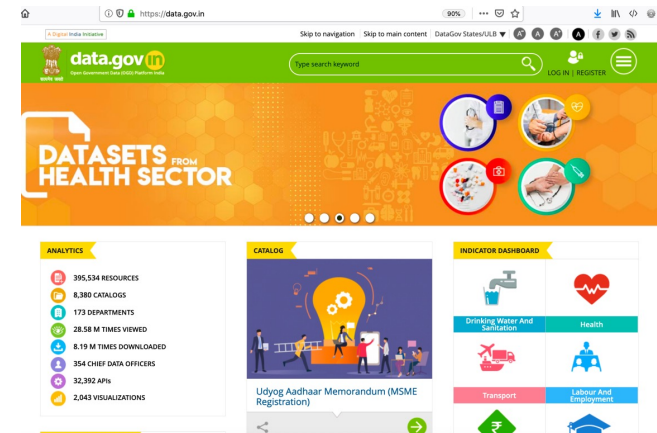 https://data.gov.in
90%
A Digital India Initiative
Skip to navigation Skip to main content DataGov States/ULB
A A A A
data.gov in
Open Government Data (OGD) Platform India
Type search keyword
LOG IN | REGISTER
DATASETS FROM
HEALTH SECTOR
ANALYTICS
395,534 RESOURCES
8,380 CATALOGS
173 DEPARTMENTS
28.58 M TIMES VIEWED
8.19 M TIMES DOWNLOADED
354 CHIEF DATA OFFICERS
32,392 APIs
2,043 VISUALIZATIONS
CATALOG
Udyog Aadhaar Memorandum (MSME
Registration)
INDICATOR DASHBOARD
Drinking Water And
Sanitation
Health
Transport
Labour And
Employment
₹